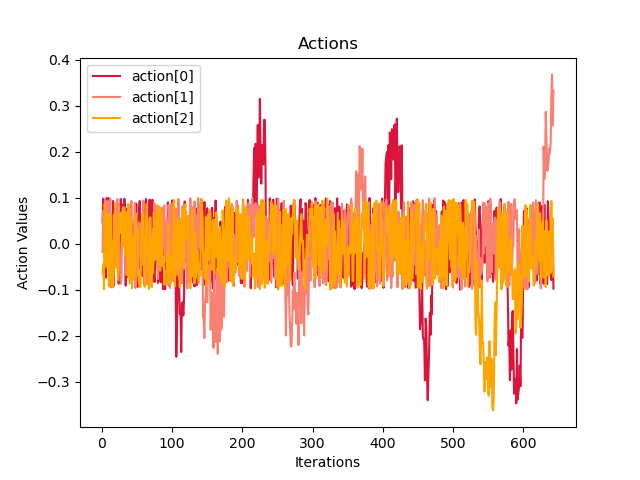 Actions
action[0]
action[1]
action[2]
Action Values
0.4
0.3
0.2
0.1
0.0
−0.1
−0.2
−0.3
0 100 200 300 400 500 600
Iterations